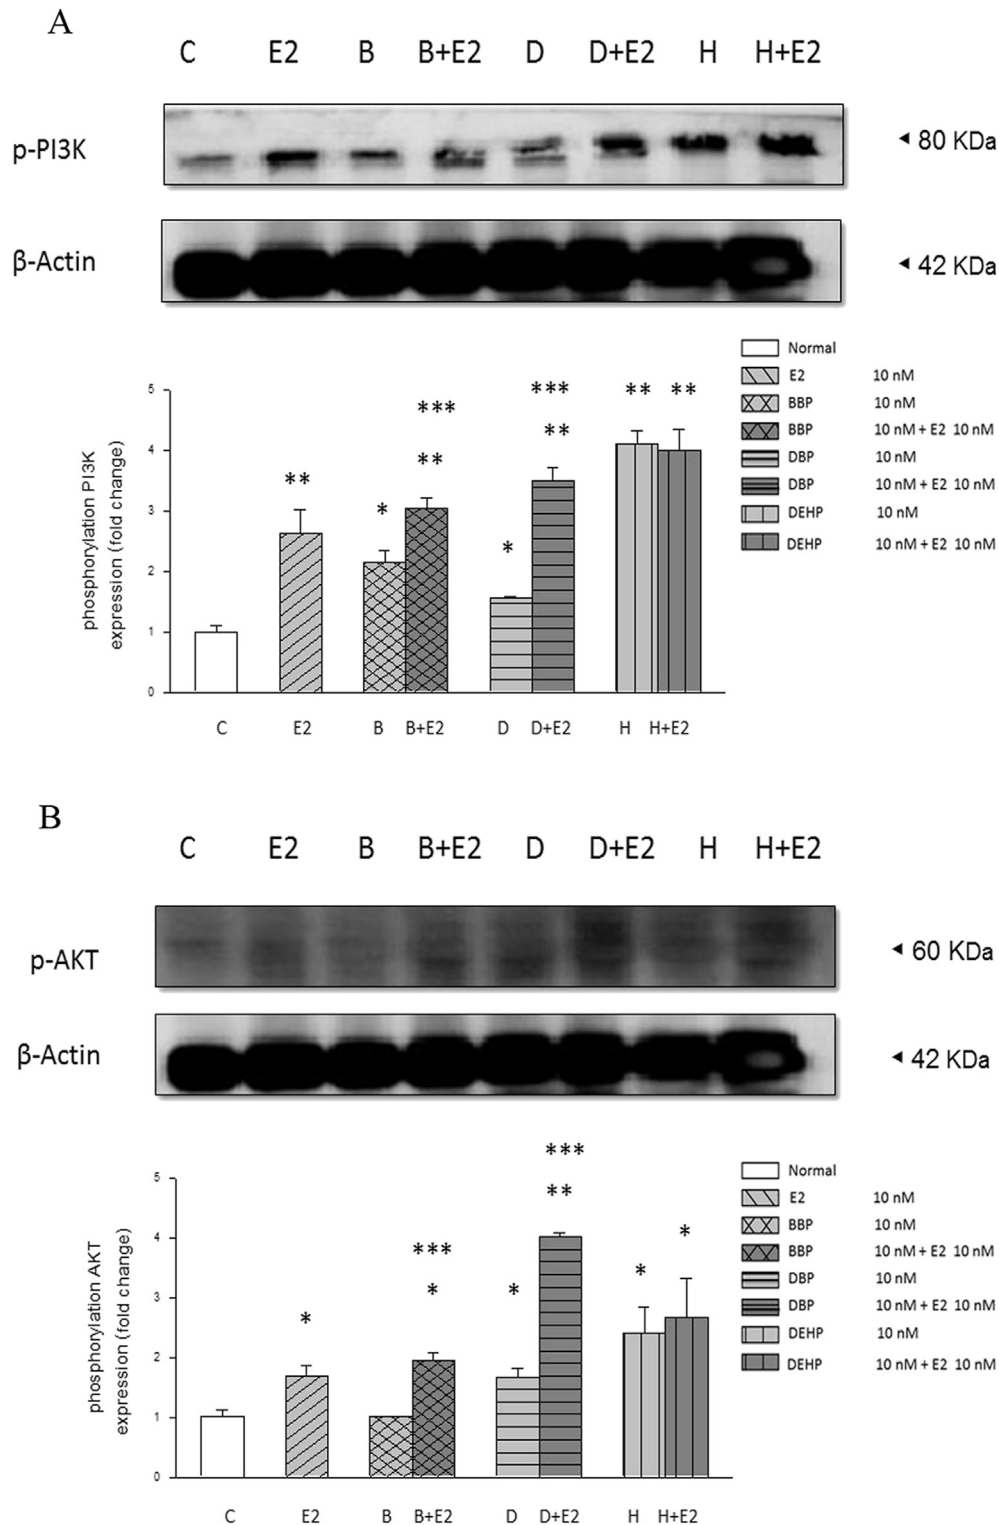 A
C E2 B B+E2 D D+E2 H H+E2
p-PI3K
◄ 80 KDa
β-Actin
◄ 42 KDa
Normal
E2 10 nM
BBP 10 nM
BBP 10 nM + E2 10 nM
DBP 10 nM
DBP 10 nM + E2 10 nM
DEHP 10 nM
DEHP 10 nM + E2 10 nM
phosphorylation PI3K
expression (fold change)
5
4
3
2
1
0
** * *** ** * *** ** ** **
C E2 B B+E2 D D+E2 H H+E2
B
C E2 B B+E2 D D+E2 H H+E2
p-AKT
◄ 60 KDa
β-Actin
◄ 42 KDa
Normal
E2 10 nM
BBP 10 nM
BBP 10 nM + E2 10 nM
DBP 10 nM
DBP 10 nM + E2 10 nM
DEHP 10 nM
DEHP 10 nM + E2 10 nM
phosphorylation AKT
expression (fold change)
5
4
3
2
1
0
* *** * * *** ** * *
C E2 B B+E2 D D+E2 H H+E2